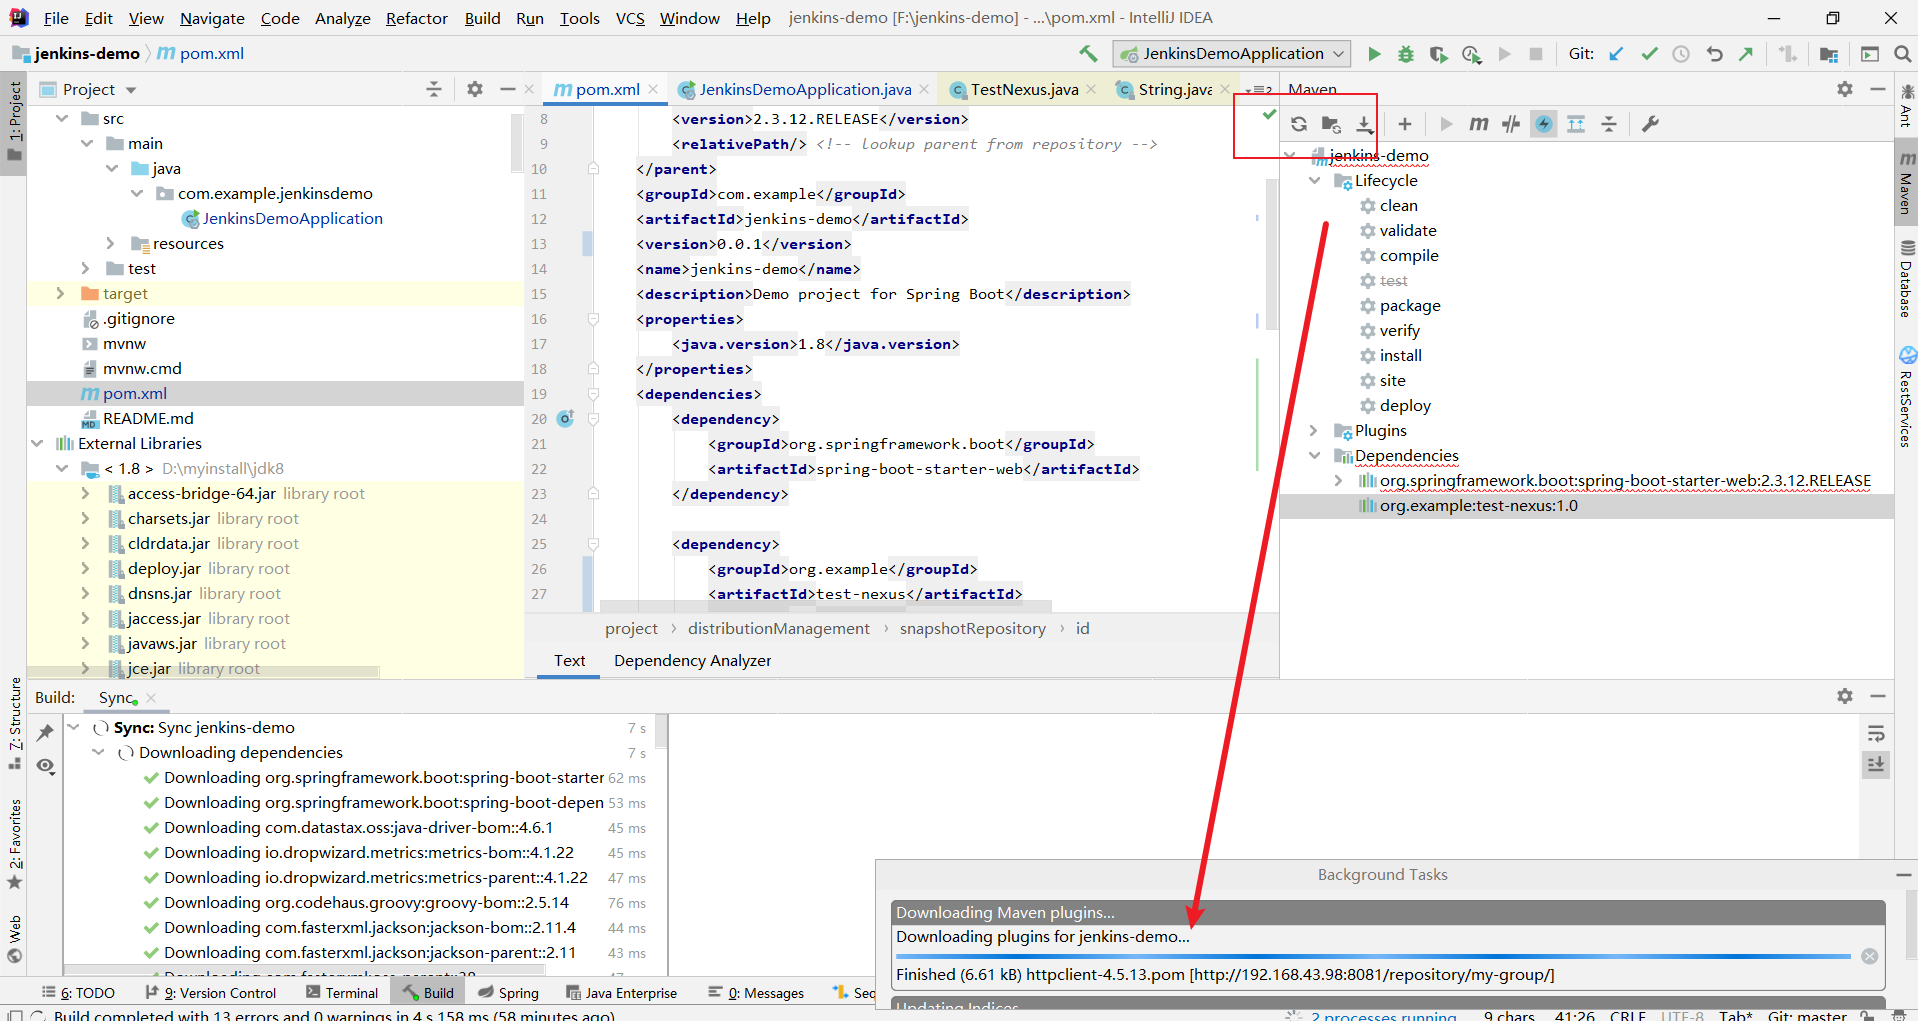 File Edit View Navigate Code Analyze Refactor Build Run Tools VCS Window Help jenkins-demo [F:\jenkins-demo] - ...\pom.xml - IntelliJ IDEA
jenkins-demo pom.xml
JenkinsDemoApplication
Git:
1: Project
Project
src
main
java
com.example.jenkinsdemo
JenkinsDemoApplication
resources
test
target
.gitignore
mvnw
mvnw.cmd
pom.xml
README.md
External Libraries
< 1.8 > D:\myinstall\jdk8
access-bridge-64.jar library root
charsets.jar library root
cldrdata.jar library root
deploy.jar library root
dnsns.jar library root
jaccess.jar library root
javaws.jar library root
jce.jar library root
pom.xml JenkinsDemoApplication.java TestNexus.java String.java 2
8 <version>2.3.12.RELEASE</version>
9 <relativePath/> <!-- lookup parent from repository -->
10 </parent>
11 <groupId>com.example</groupId>
12 <artifactId>jenkins-demo</artifactId>
13 <version>0.0.1</version>
14 <name>jenkins-demo</name>
15 <description>Demo project for Spring Boot</description>
16 <properties>
17 <java.version>1.8</java.version>
18 </properties>
19 <dependencies>
20 <dependency>
21 <groupId>org.springframework.boot</groupId>
22 <artifactId>spring-boot-starter-web</artifactId>
23 </dependency>
24
25 <dependency>
26 <groupId>org.example</groupId>
27 <artifactId>test-nexus</artifactId>
project › distributionManagement › snapshotRepository › id
Text Dependency Analyzer
Maven
jenkins-demo
Lifecycle
clean
validate
compile
test
package
verify
install
site
deploy
Plugins
Dependencies
org.springframework.boot:spring-boot-starter-web:2.3.12.RELEASE
org.example:test-nexus:1.0
Ant
Maven
Database
RestServices
7: Structure
2: Favorites
Web
Build: Sync
Sync: Sync jenkins-demo 7 s
Downloading dependencies 7 s
Downloading org.springframework.boot:spring-boot-starter 62 ms
Downloading org.springframework.boot:spring-boot-depen 53 ms
Downloading com.datastax.oss:java-driver-bom::4.6.1 45 ms
Downloading io.dropwizard.metrics:metrics-bom::4.1.22 45 ms
Downloading io.dropwizard.metrics:metrics-parent::4.1.22 47 ms
Downloading org.codehaus.groovy:groovy-bom::2.5.14 76 ms
Downloading com.fasterxml.jackson:jackson-bom::2.11.4 44 ms
Downloading com.fasterxml.jackson:jackson-parent::2.11 43 ms
Background Tasks
Downloading Maven plugins...
Downloading plugins for jenkins-demo...
Finished (6.61 kB) httpclient-4.5.13.pom [http://192.168.43.98:8081/repository/my-group/]
Updating Indices
6: TODO 9: Version Control Terminal Build Spring Java Enterprise 0: Messages Seq
Build completed with 13 errors and 0 warnings in 4 s 158 ms (58 minutes ago) 2 processes running 9 chars 41:26 CRLF UTF-8 Tab* Git: master